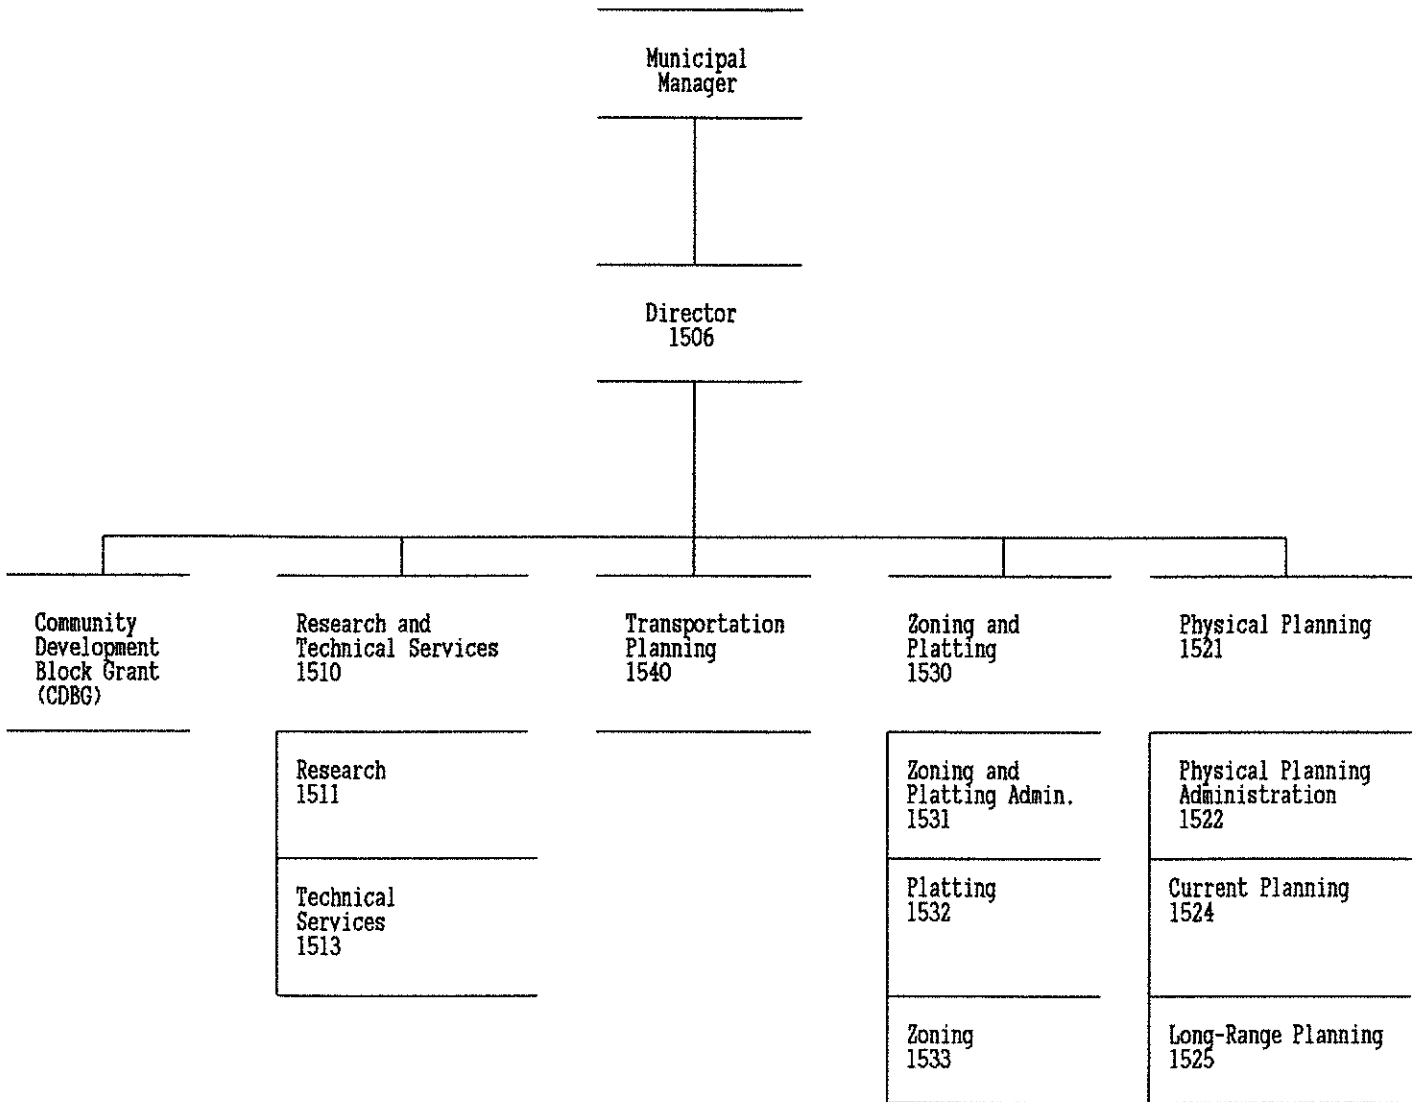 Municipal
Manager
Director
1506
Community
Development
Block Grant
(CDBG)
Research and
Technical Services
1510
Transportation
Planning
1540
Zoning and
Platting
1530
Physical Planning
1521
Research
1511
Technical
Services
1513
Zoning and
Platting Admin.
1531
Platting
1532
Zoning
1533
Physical Planning
Administration
1522
Current Planning
1524
Long-Range Planning
1525